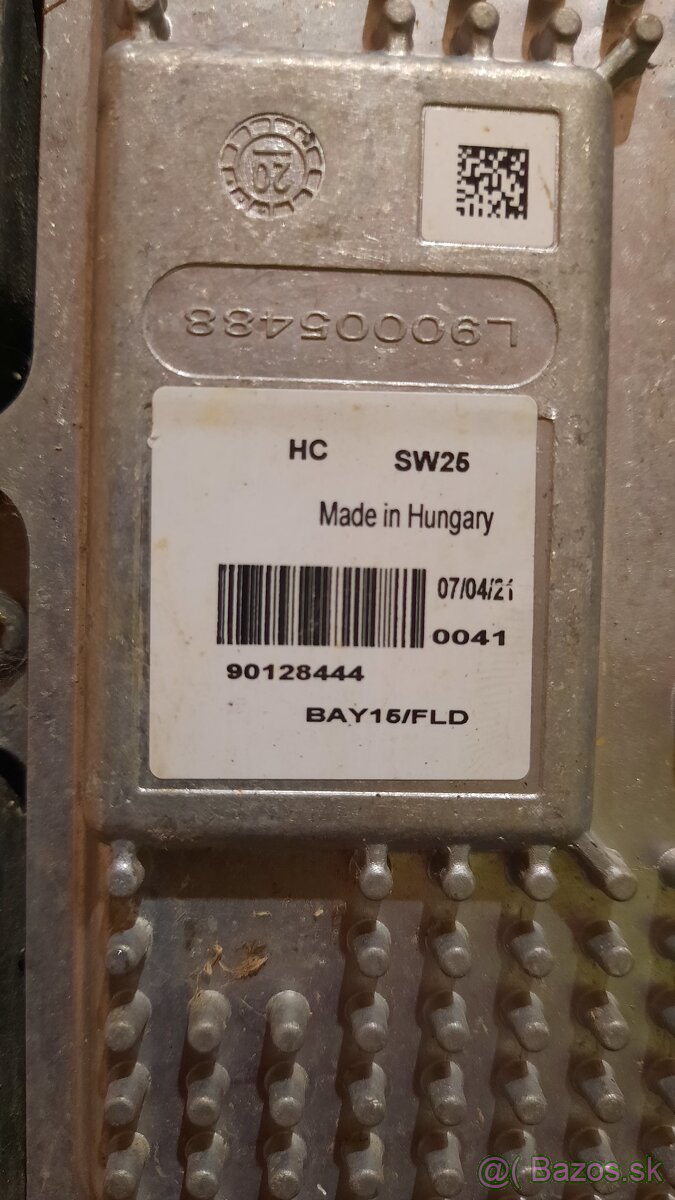 20
L90005488
HC SW25
Made in Hungary
07/04/21
0041
90128444
BAY15/FLD
@( Bazos.sk